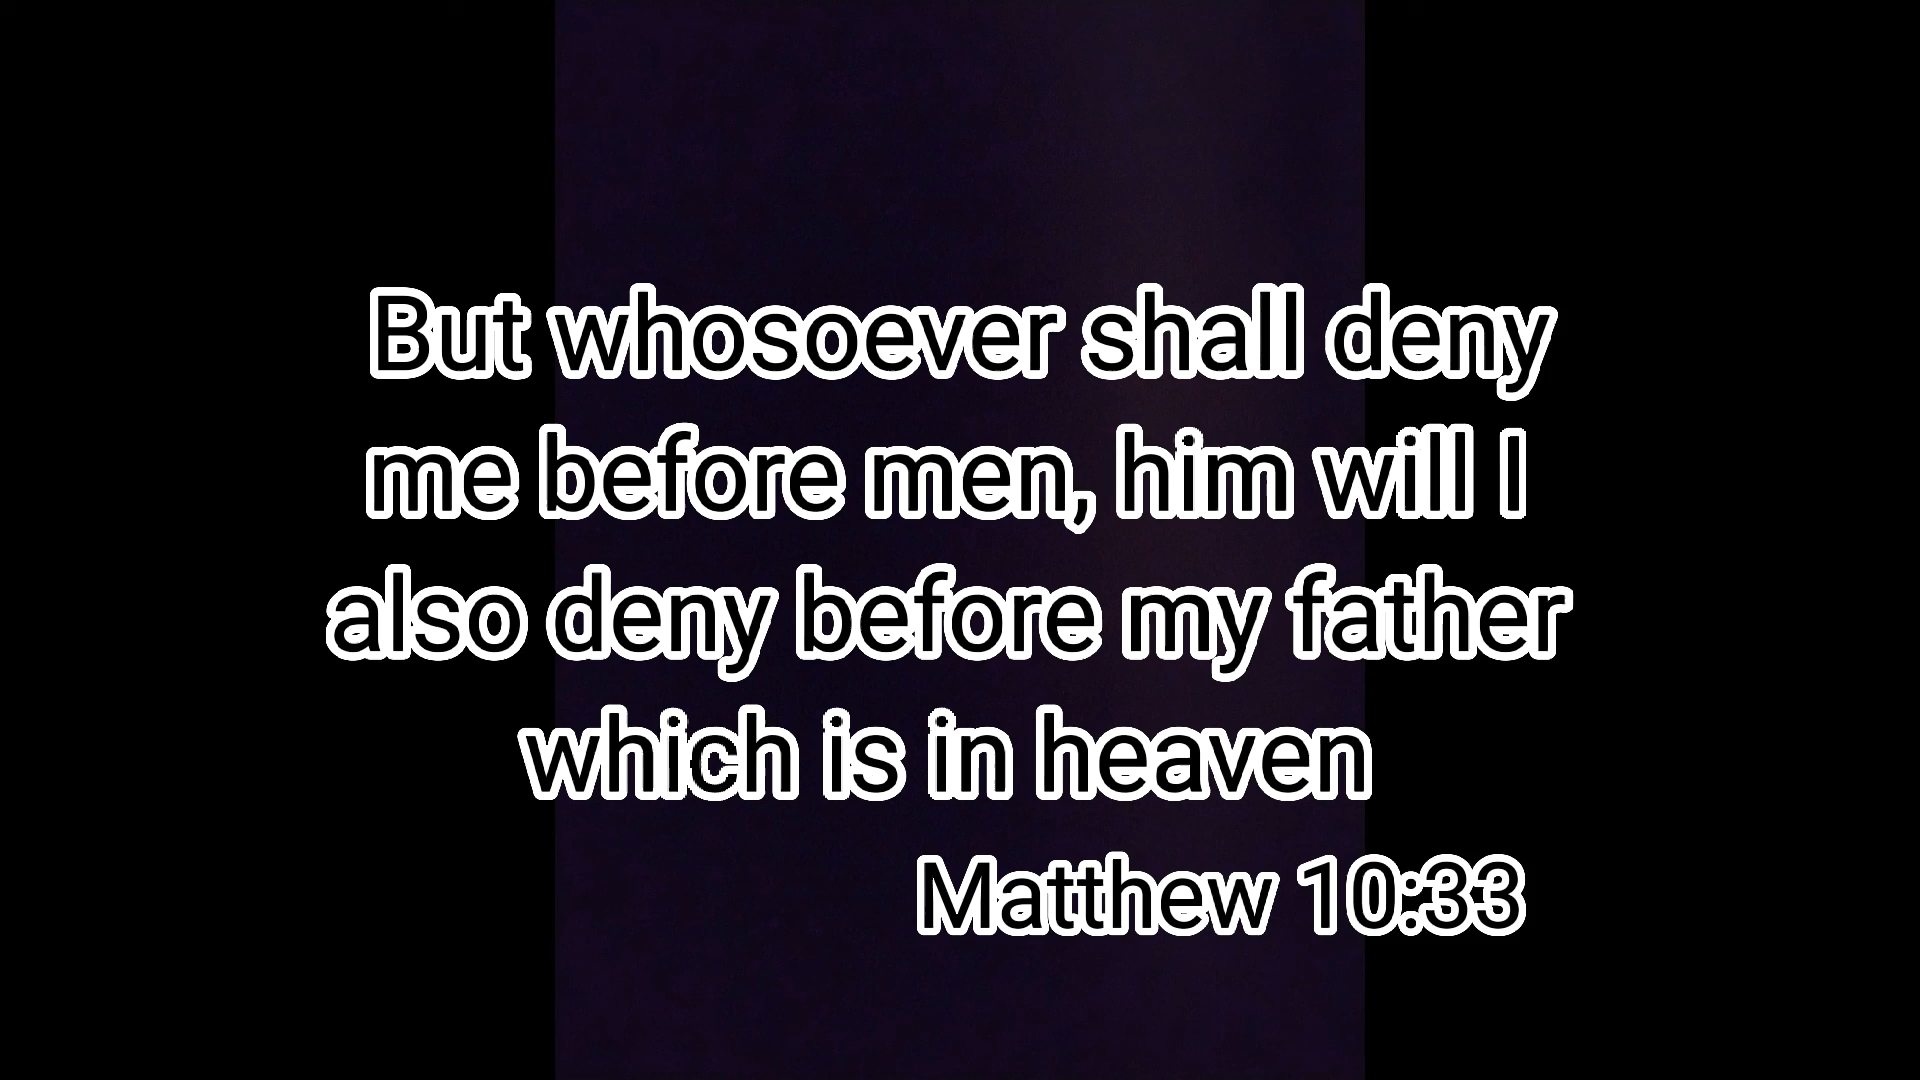 But whosoever shall deny
me before men, him will I
also deny before my father
which is in heaven
Matthew 10:33